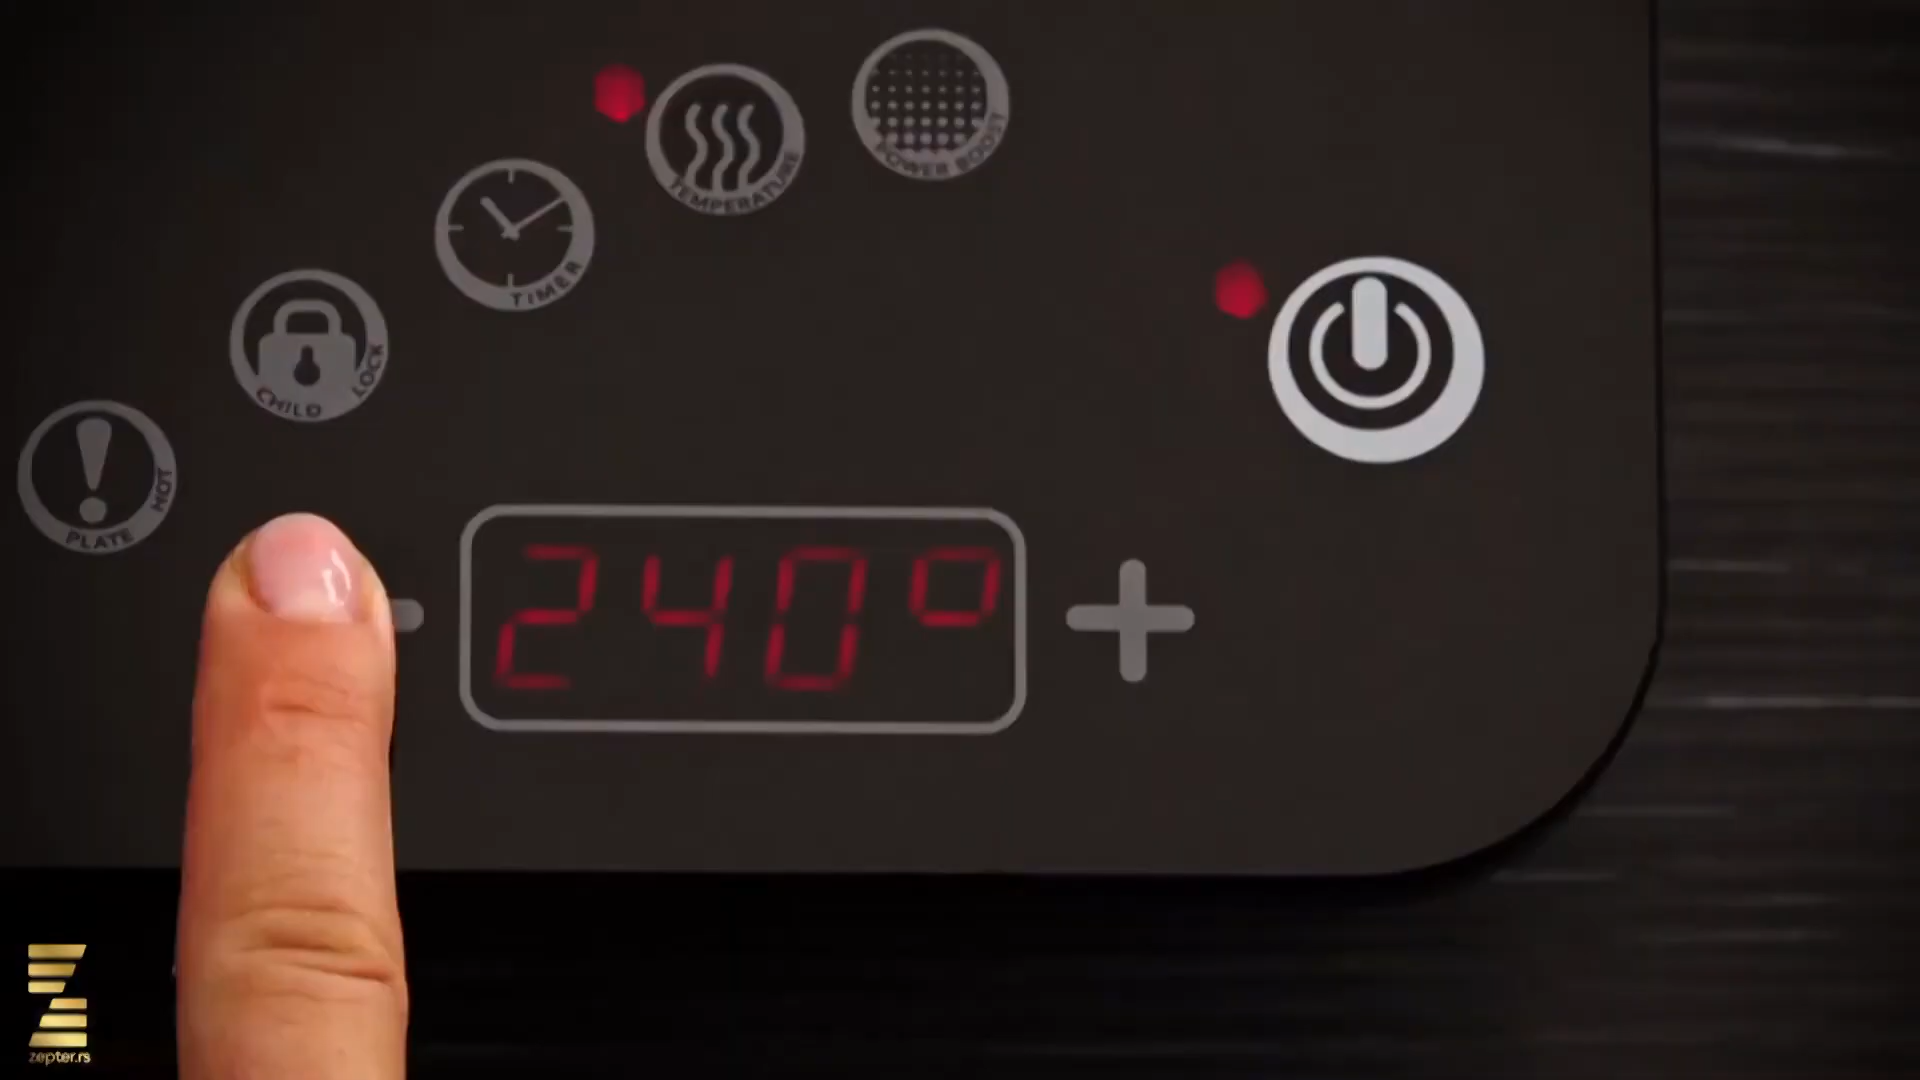 POWER BOOST
TEMPERATURE
TIMER
CHILD LOCK
HOT PLATE
240°
zepter.rs